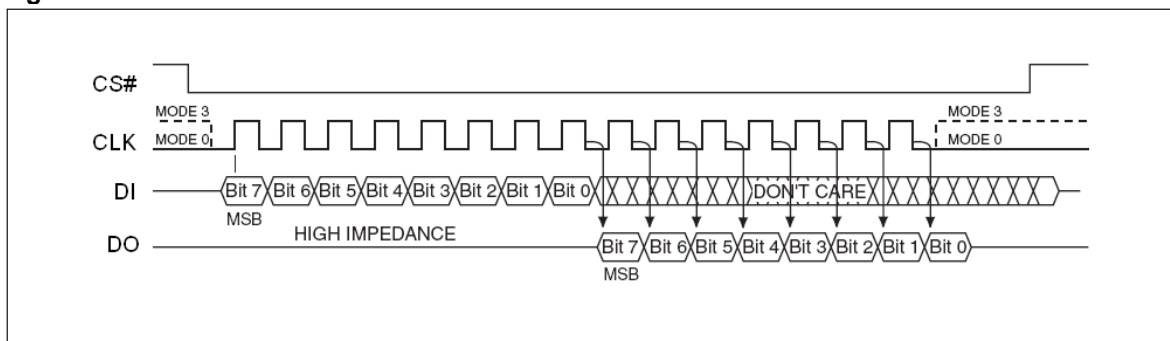 CS#
MODE 3
MODE 3
CLK
MODE 0
MODE 0
DI
Bit 7
Bit 6
Bit 5
Bit 4
Bit 3
Bit 2
Bit 1
Bit 0
DON'T CARE
MSB
HIGH IMPEDANCE
DO
Bit 7
Bit 6
Bit 5
Bit 4
Bit 3
Bit 2
Bit 1
Bit 0
MSB